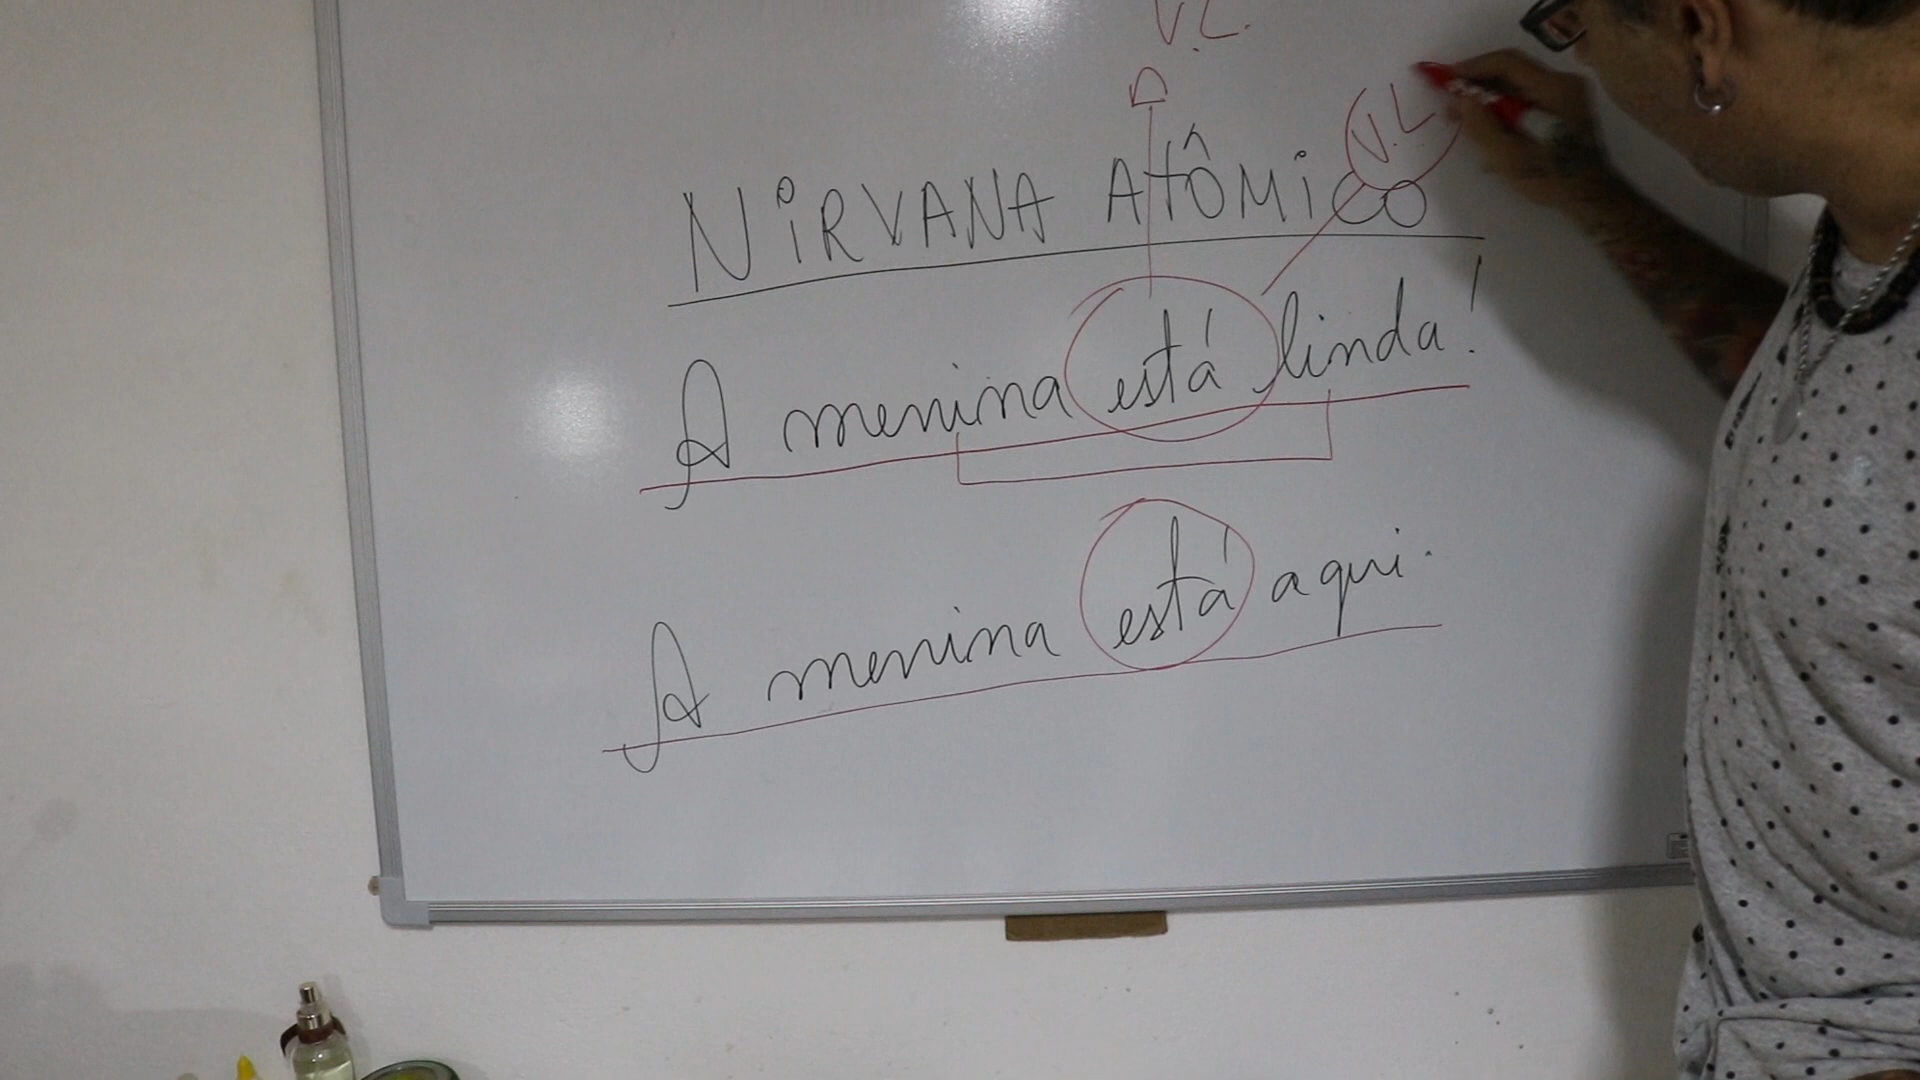 V.L.
V.L
NIRVANA ATÔMICO
A menina está linda!
A menina está aqui.